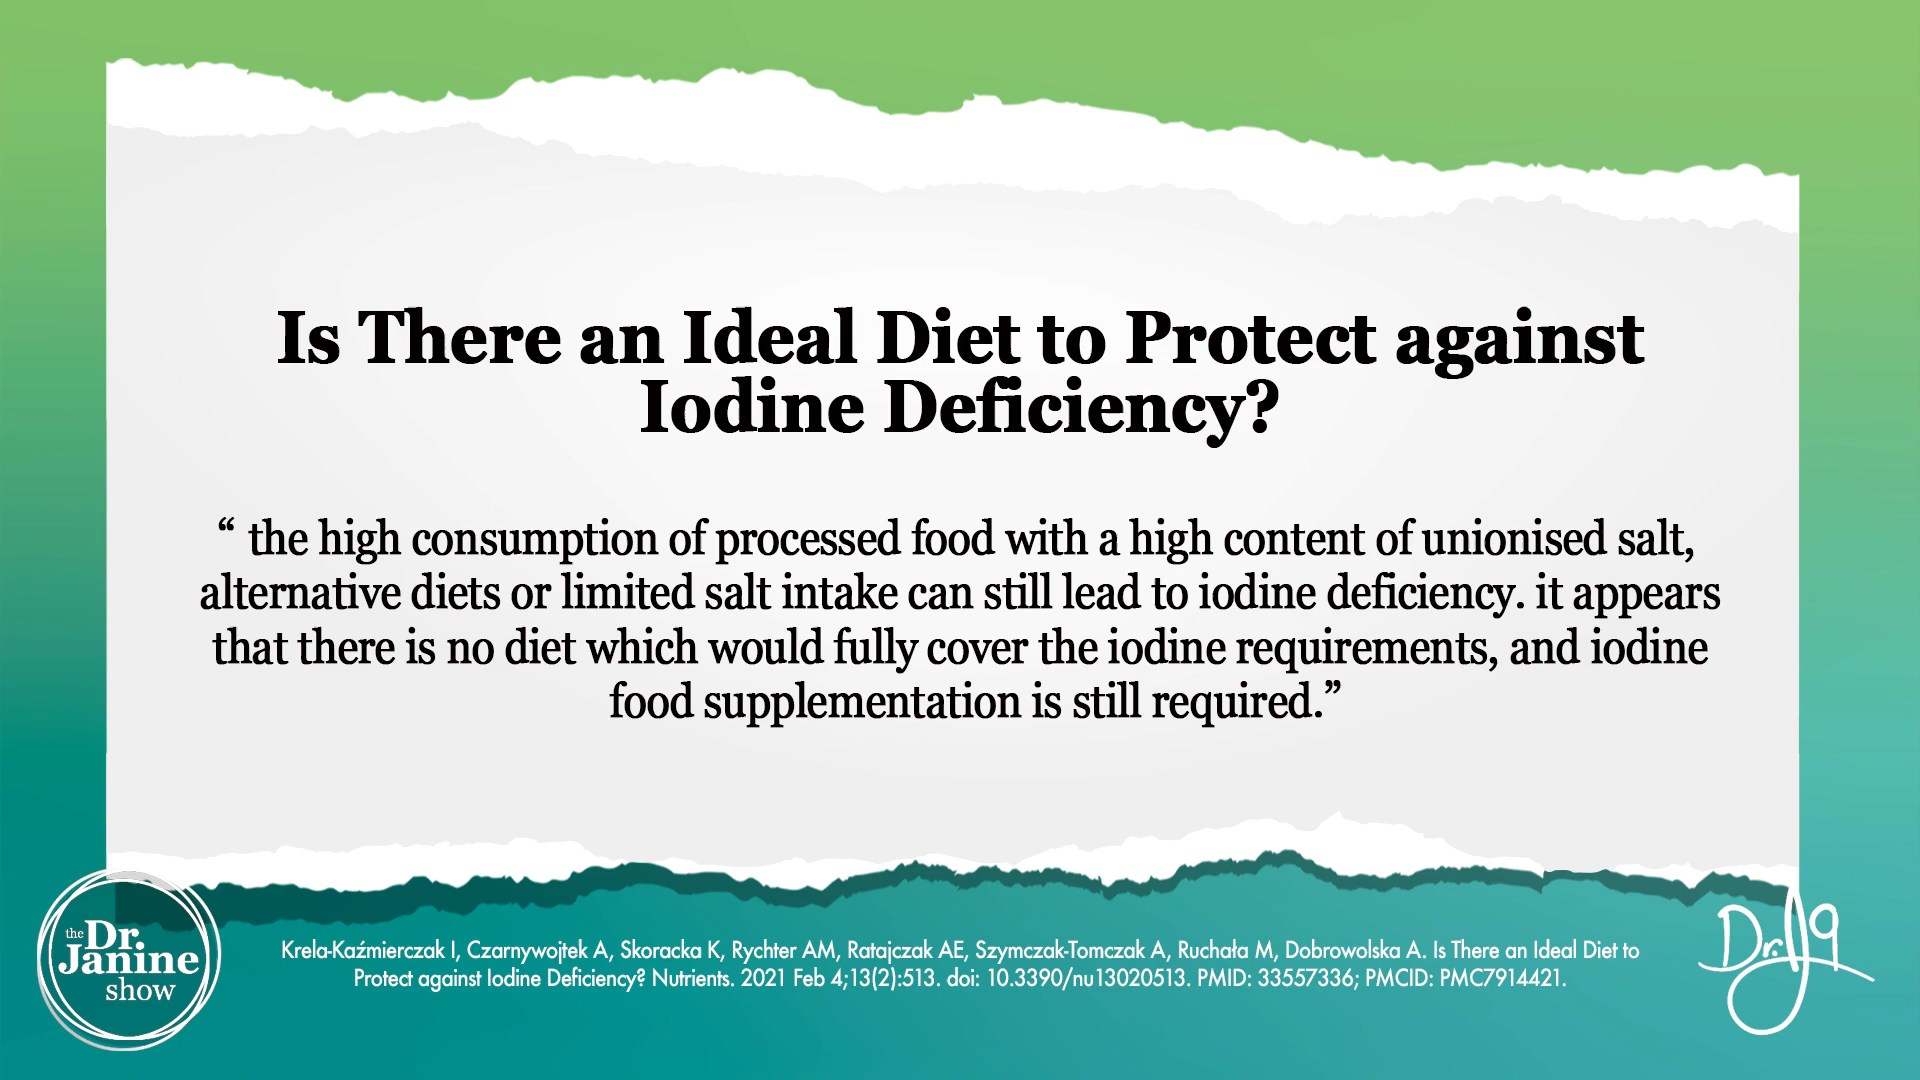 Is There an Ideal Diet to Protect against
Iodine Deficiency?
“ the high consumption of processed food with a high content of unionised salt,
alternative diets or limited salt intake can still lead to iodine deficiency. it appears
that there is no diet which would fully cover the iodine requirements, and iodine
food supplementation is still required.”
the Dr.
Janine
show
Krela-Kaźmierczak I, Czarnywojtek A, Skoracka K, Rychter AM, Ratajczak AE, Szymczak-Tomczak A, Ruchała M, Dobrowolska A. Is There an Ideal Diet to
Protect against Iodine Deficiency? Nutrients. 2021 Feb 4;13(2):513. doi: 10.3390/nu13020513. PMID: 33557336; PMCID: PMC7914421.
Dr. J9